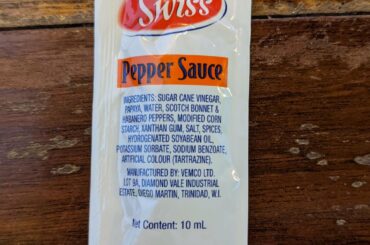 Swiss
Pepper Sauce
INGREDIENTS: SUGAR CANE VINEGAR,
PAPAYA, WATER, SCOTCH BONNET &
HABANERO PEPPERS, MODIFIED CORN
STARCH, XANTHAN GUM, SALT, SPICES,
HYDROGENATED SOYABEAN OIL,
POTASSIUM SORBATE, SODIUM BENZOATE,
ARTIFICIAL COLOUR (TARTRAZINE).
MANUFACTURED BY: VEMCO LTD.
LOT 9A, DIAMOND VALE INDUSTRIAL
ESTATE, DIEGO MARTIN, TRINIDAD, W.I.
Net Content: 10 mL